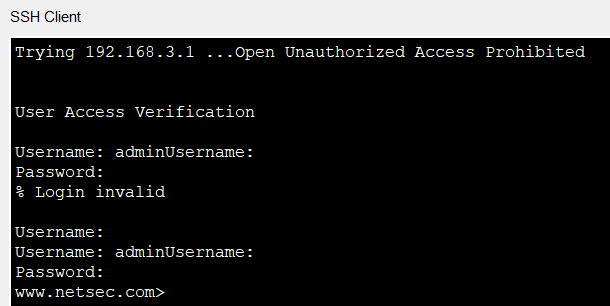 SSH Client
Trying 192.168.3.1 ...Open Unauthorized Access Prohibited
User Access Verification
Username: adminUsername:
Password:
% Login invalid
Username:
Username: adminUsername:
Password:
www.netsec.com>